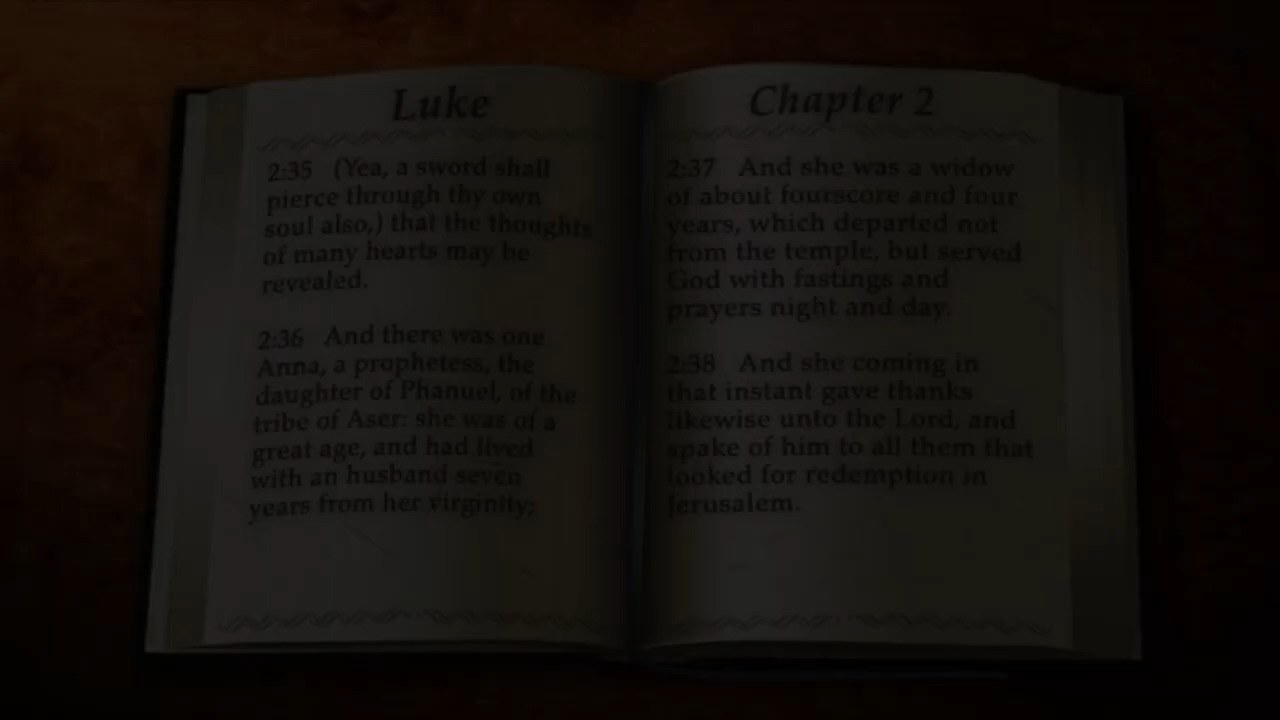 Luke
2:35 (Yea, a sword shall
pierce through thy own
soul also,) that the thoughts
of many hearts may be
revealed.
2:36 And there was one
Anna, a prophetess, the
daughter of Phanuel, of the
tribe of Aser: she was of a
great age, and had lived
with an husband seven
years from her virginity;
Chapter 2
2:37 And she was a widow
of about fourscore and four
years, which departed not
from the temple, but served
God with fastings and
prayers night and day.
2:38 And she coming in
that instant gave thanks
likewise unto the Lord, and
spake of him to all them that
looked for redemption in
Jerusalem.